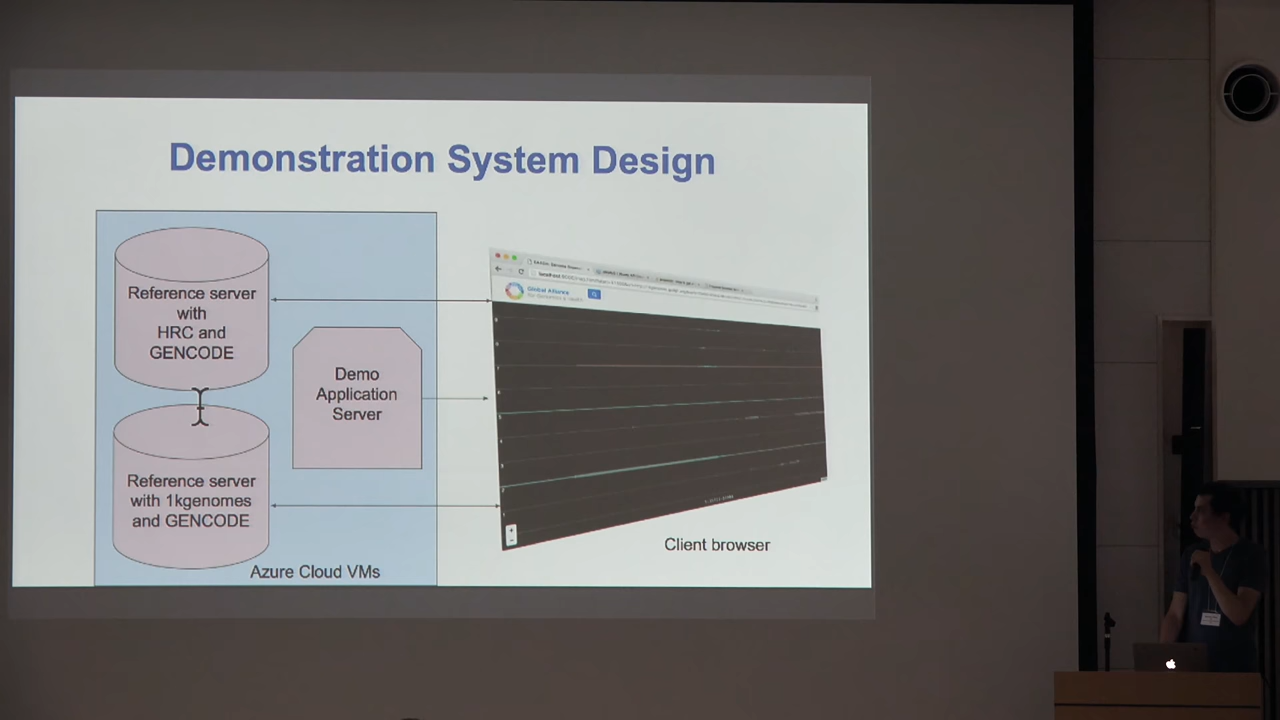 Demonstration System Design
Reference server
with
HRC and
GENCODE
Demo
Application
Server
Reference server
with 1kgenomes
and GENCODE
Azure Cloud VMs
Global Alliance
Client browser